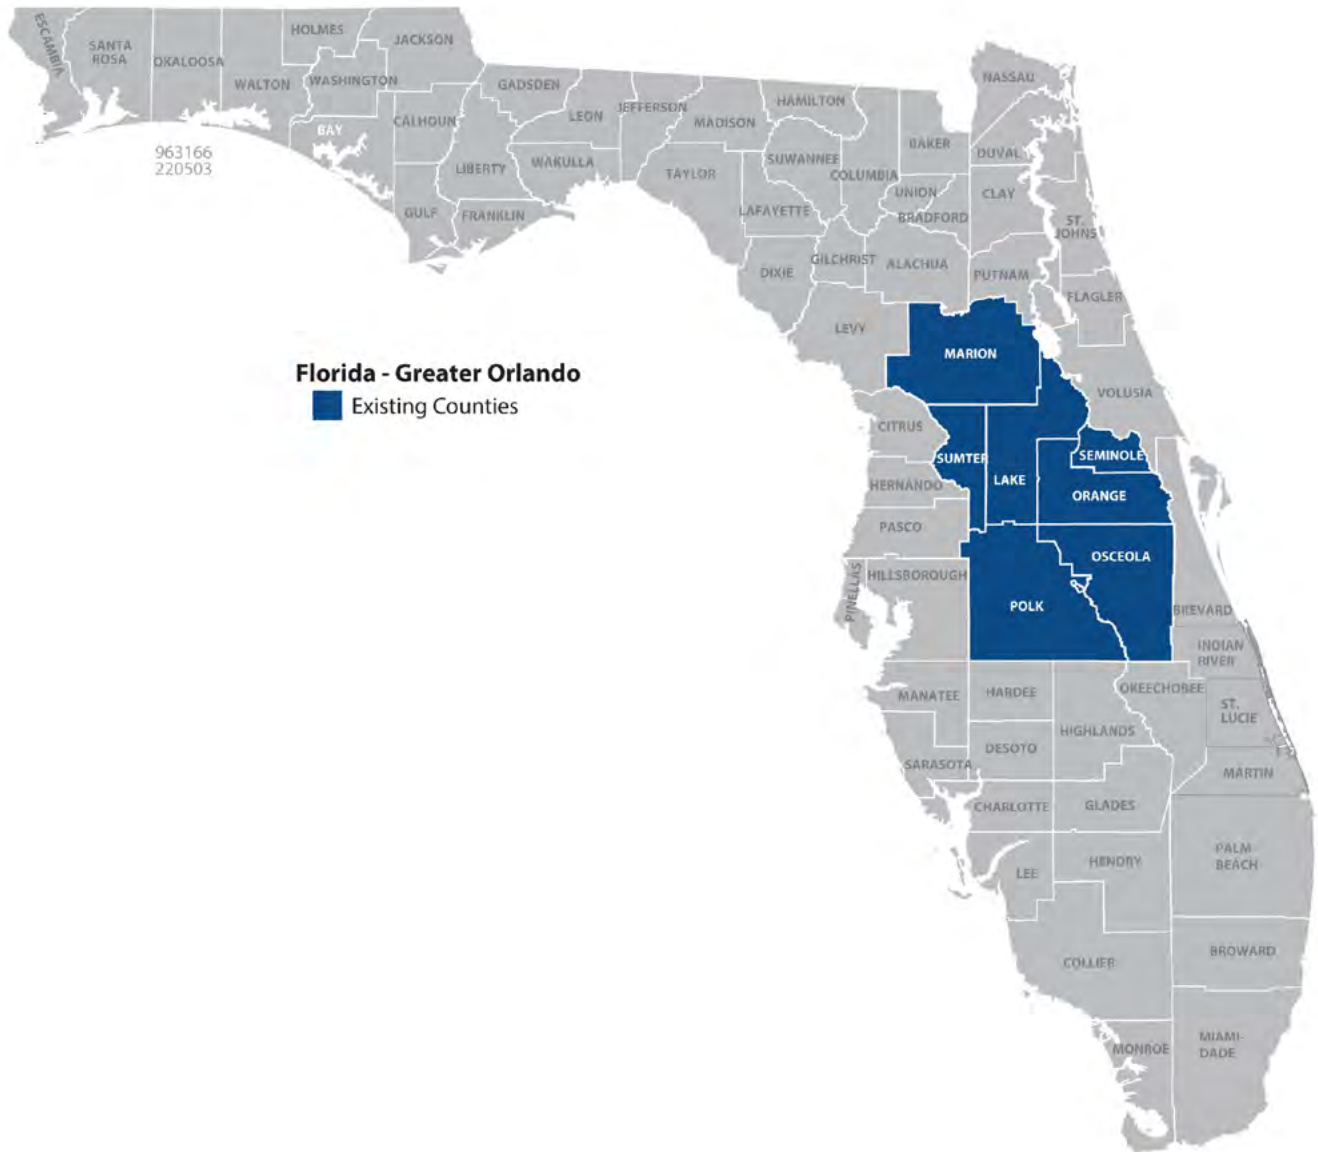 ESCAMBIA
SANTA
ROSA
OKALOOSA
WALTON
HOLMES
WASHINGTON
JACKSON
BAY
CALHOUN
GULF
GADSDEN
LIBERTY
FRANKLIN
LEON
WAKULLA
JEFFERSON
MADISON
TAYLOR
HAMILTON
SUWANNEE
LAFAYETTE
COLUMBIA
BAKER
UNION
BRADFORD
NASSAU
DUVAL
CLAY
ST.
JOHNS
DIXIE
GILCHRIST
ALACHUA
PUTNAM
FLAGLER
LEVY
MARION
VOLUSIA
963166
220503
Florida - Greater Orlando
Existing Counties
CITRUS
SUMTER
LAKE
SEMINOLE
ORANGE
HERNANDO
PASCO
OSCEOLA
PINELLAS
HILLSBOROUGH
POLK
BREVARD
INDIAN
RIVER
MANATEE
HARDEE
OKEECHOBEE
ST.
LUCIE
HIGHLANDS
DESOTO
SARASOTA
MARTIN
CHARLOTTE
GLADES
LEE
HENDRY
PALM
BEACH
COLLIER
BROWARD
MONROE
MIAMI-
DADE